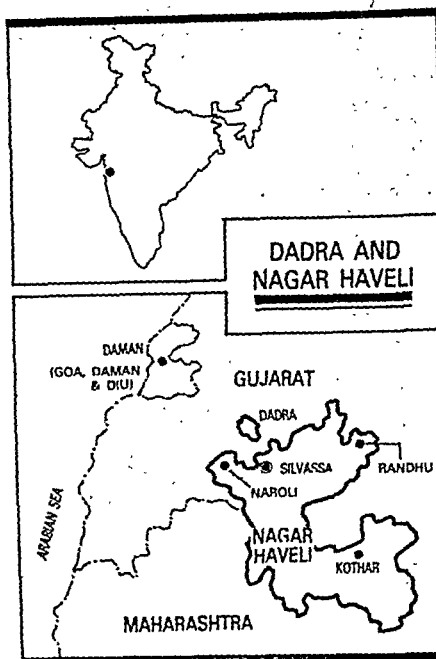 DADRA AND
NAGAR HAVELI
DAMAN
(GOA, DAMAN
& DIU)
GUJARAT
DADRA
SILVASSA
RANDHU
NAROLI
ARABIAN SEA
NAGAR
HAVELI
KOTHAR
MAHARASHTRA